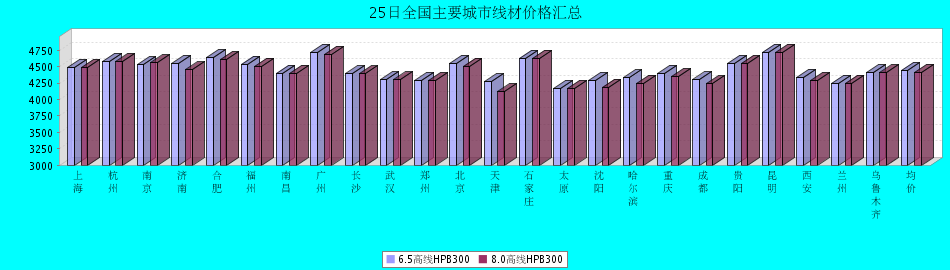 25日全国主要城市线材价格汇总
4750
4500
4250
4000
3750
3500
3250
3000
上海 杭州 南京 济南 合肥 福州 南昌 广州 长沙 武汉 郑州 北京 天津 石家庄 太原 沈阳 哈尔滨 重庆 成都 贵阳 昆明 西安 兰州 乌鲁木齐 均价
6.5高线HPB300 8.0高线HPB300